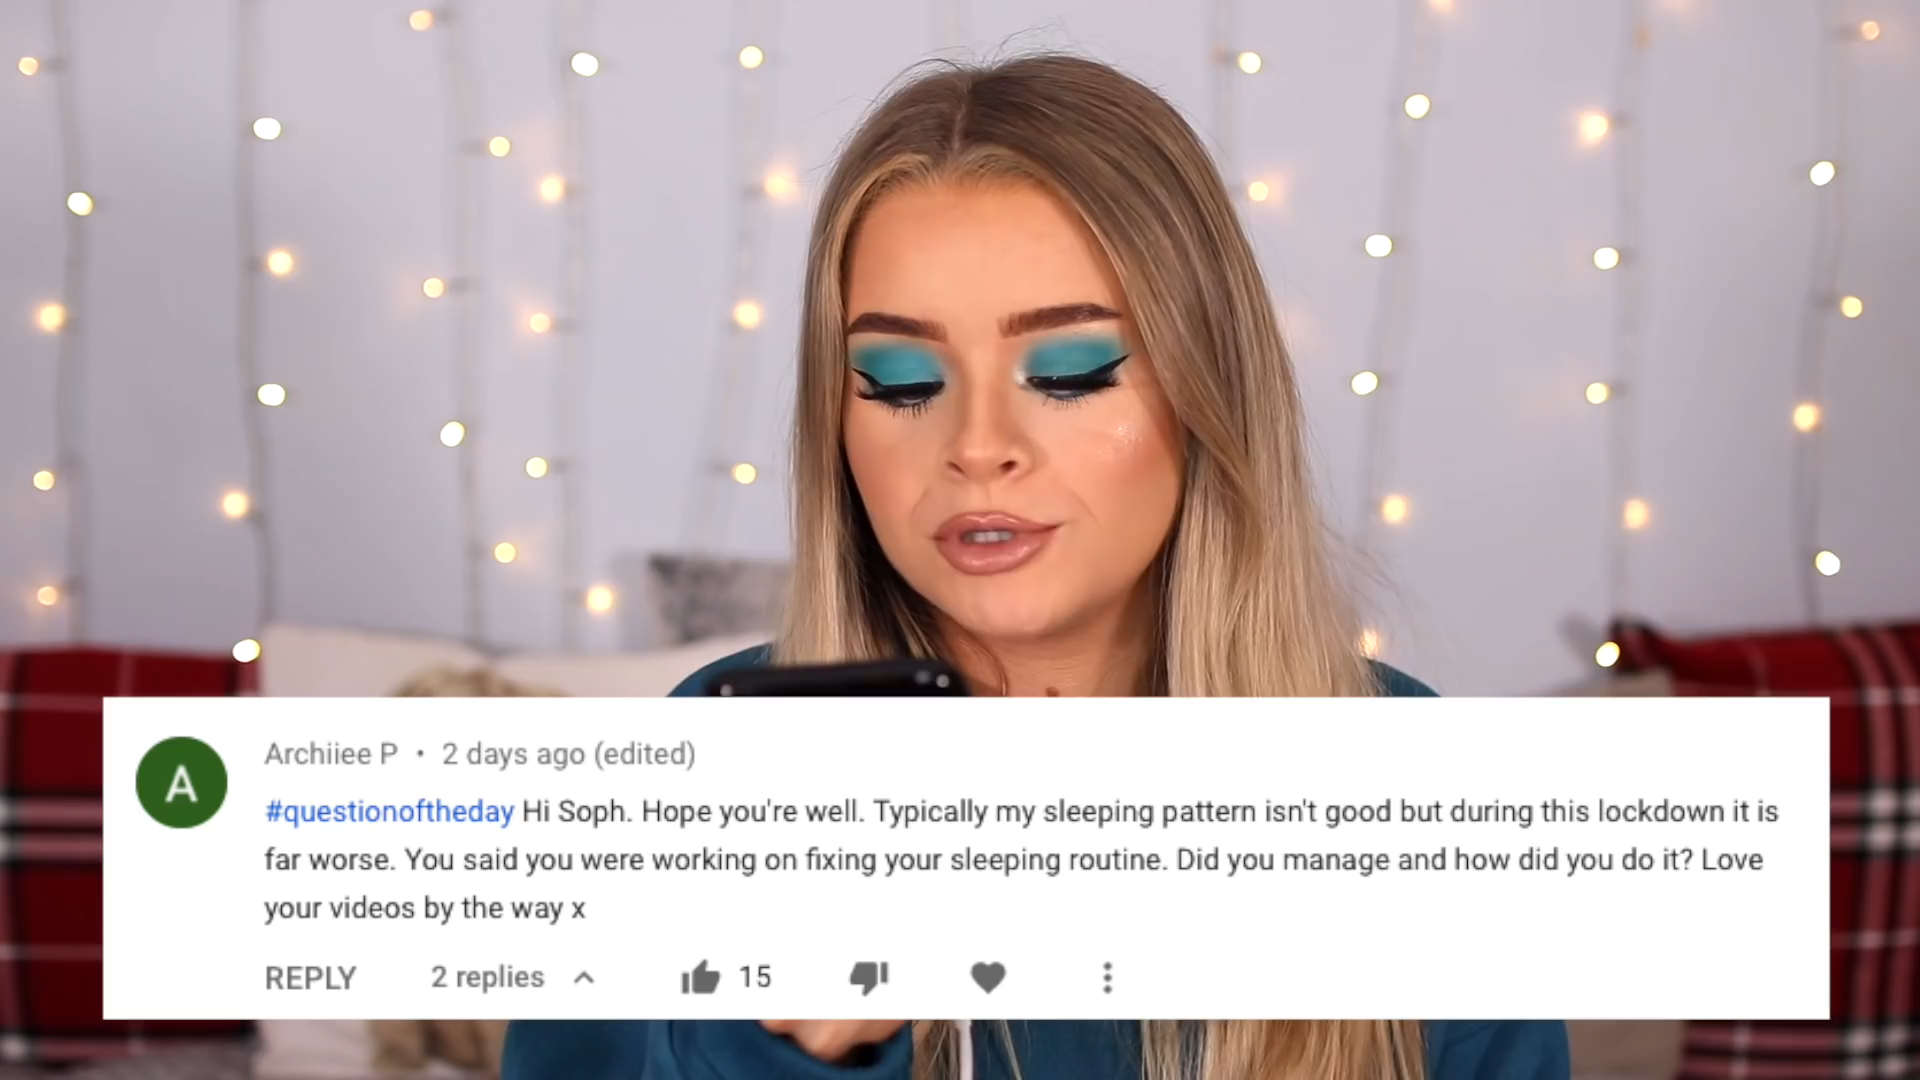 A
Archiiee P • 2 days ago (edited)
#questionoftheday Hi Soph. Hope you're well. Typically my sleeping pattern isn't good but during this lockdown it is
far worse. You said you were working on fixing your sleeping routine. Did you manage and how did you do it? Love
your videos by the way x
REPLY 2 replies 15